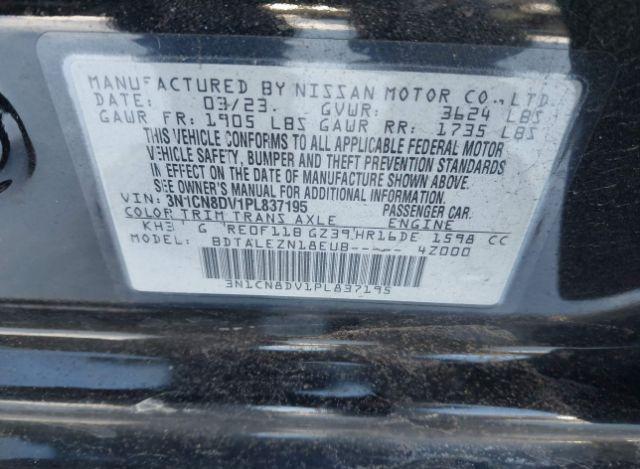 MANUFACTURED BY NISSAN MOTOR CO., LTD.
DATE: 03/23. GVWR: 3624 LBS
GAWR FR: 1905 LBS GAWR RR: 1735 LBS
THIS VEHICLE CONFORMS TO ALL APPLICABLE FEDERAL MOTOR
VEHICLE SAFETY, BUMPER AND THEFT PREVENTION STANDARDS
IN EFFECT ON THE DATE OF MANUFACTURE SHOWN ABOVE.
SEE OWNER'S MANUAL FOR ADDITIONAL INFORMATION.
VIN: 3N1CN8DV1PL837195 PASSENGER CAR.
COLOR TRIM TRANS AXLE ENGINE
KH3 G RE0F11B GZ39 HR16DE 1598 CC
MODEL: BDTALEZN18EUB----- 4Z000
3N1CN8DV1PL837195